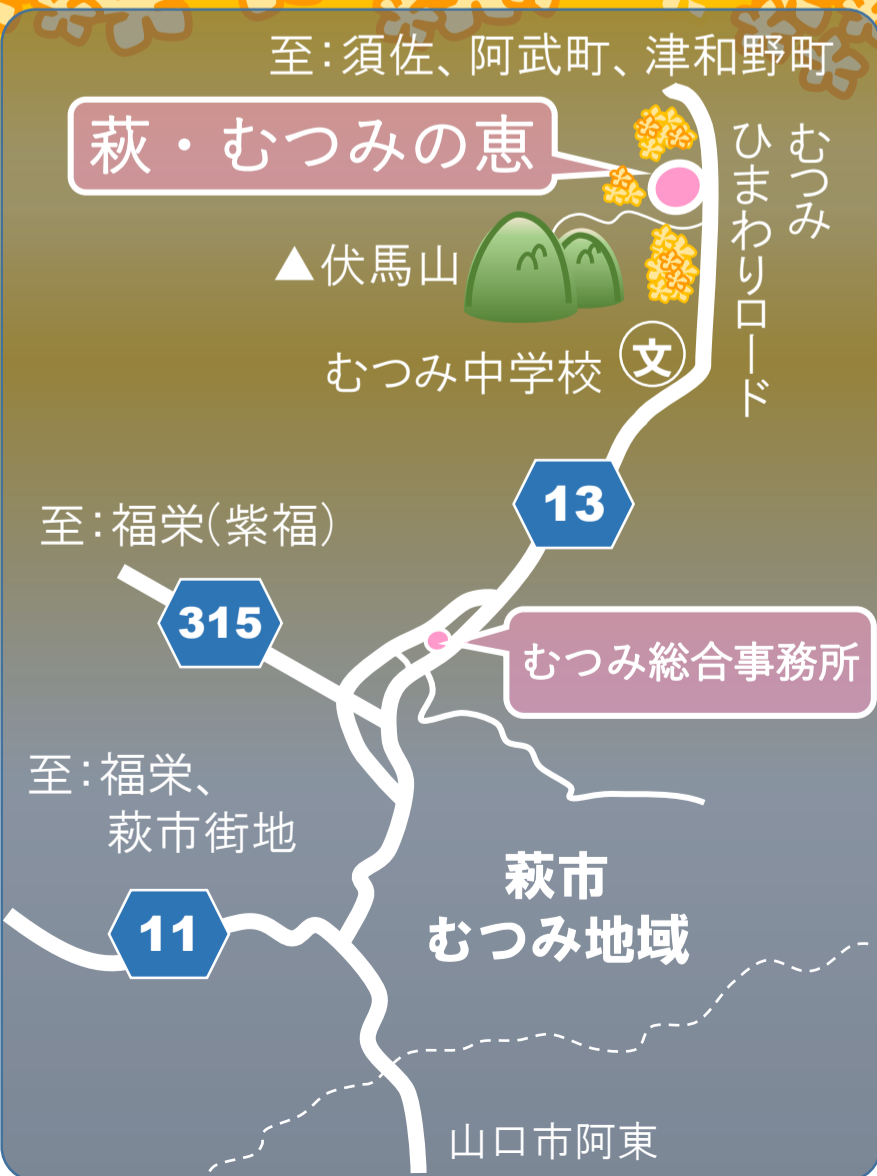 至：須佐、阿武町、津和野町
萩・むつみの恵
むつみ
ひまわりロード
▲伏馬山
むつみ中学校
文
13
至：福栄(紫福)
315
むつみ総合事務所
至：福栄、
萩市街地
11
萩市
むつみ地域
山口市阿東